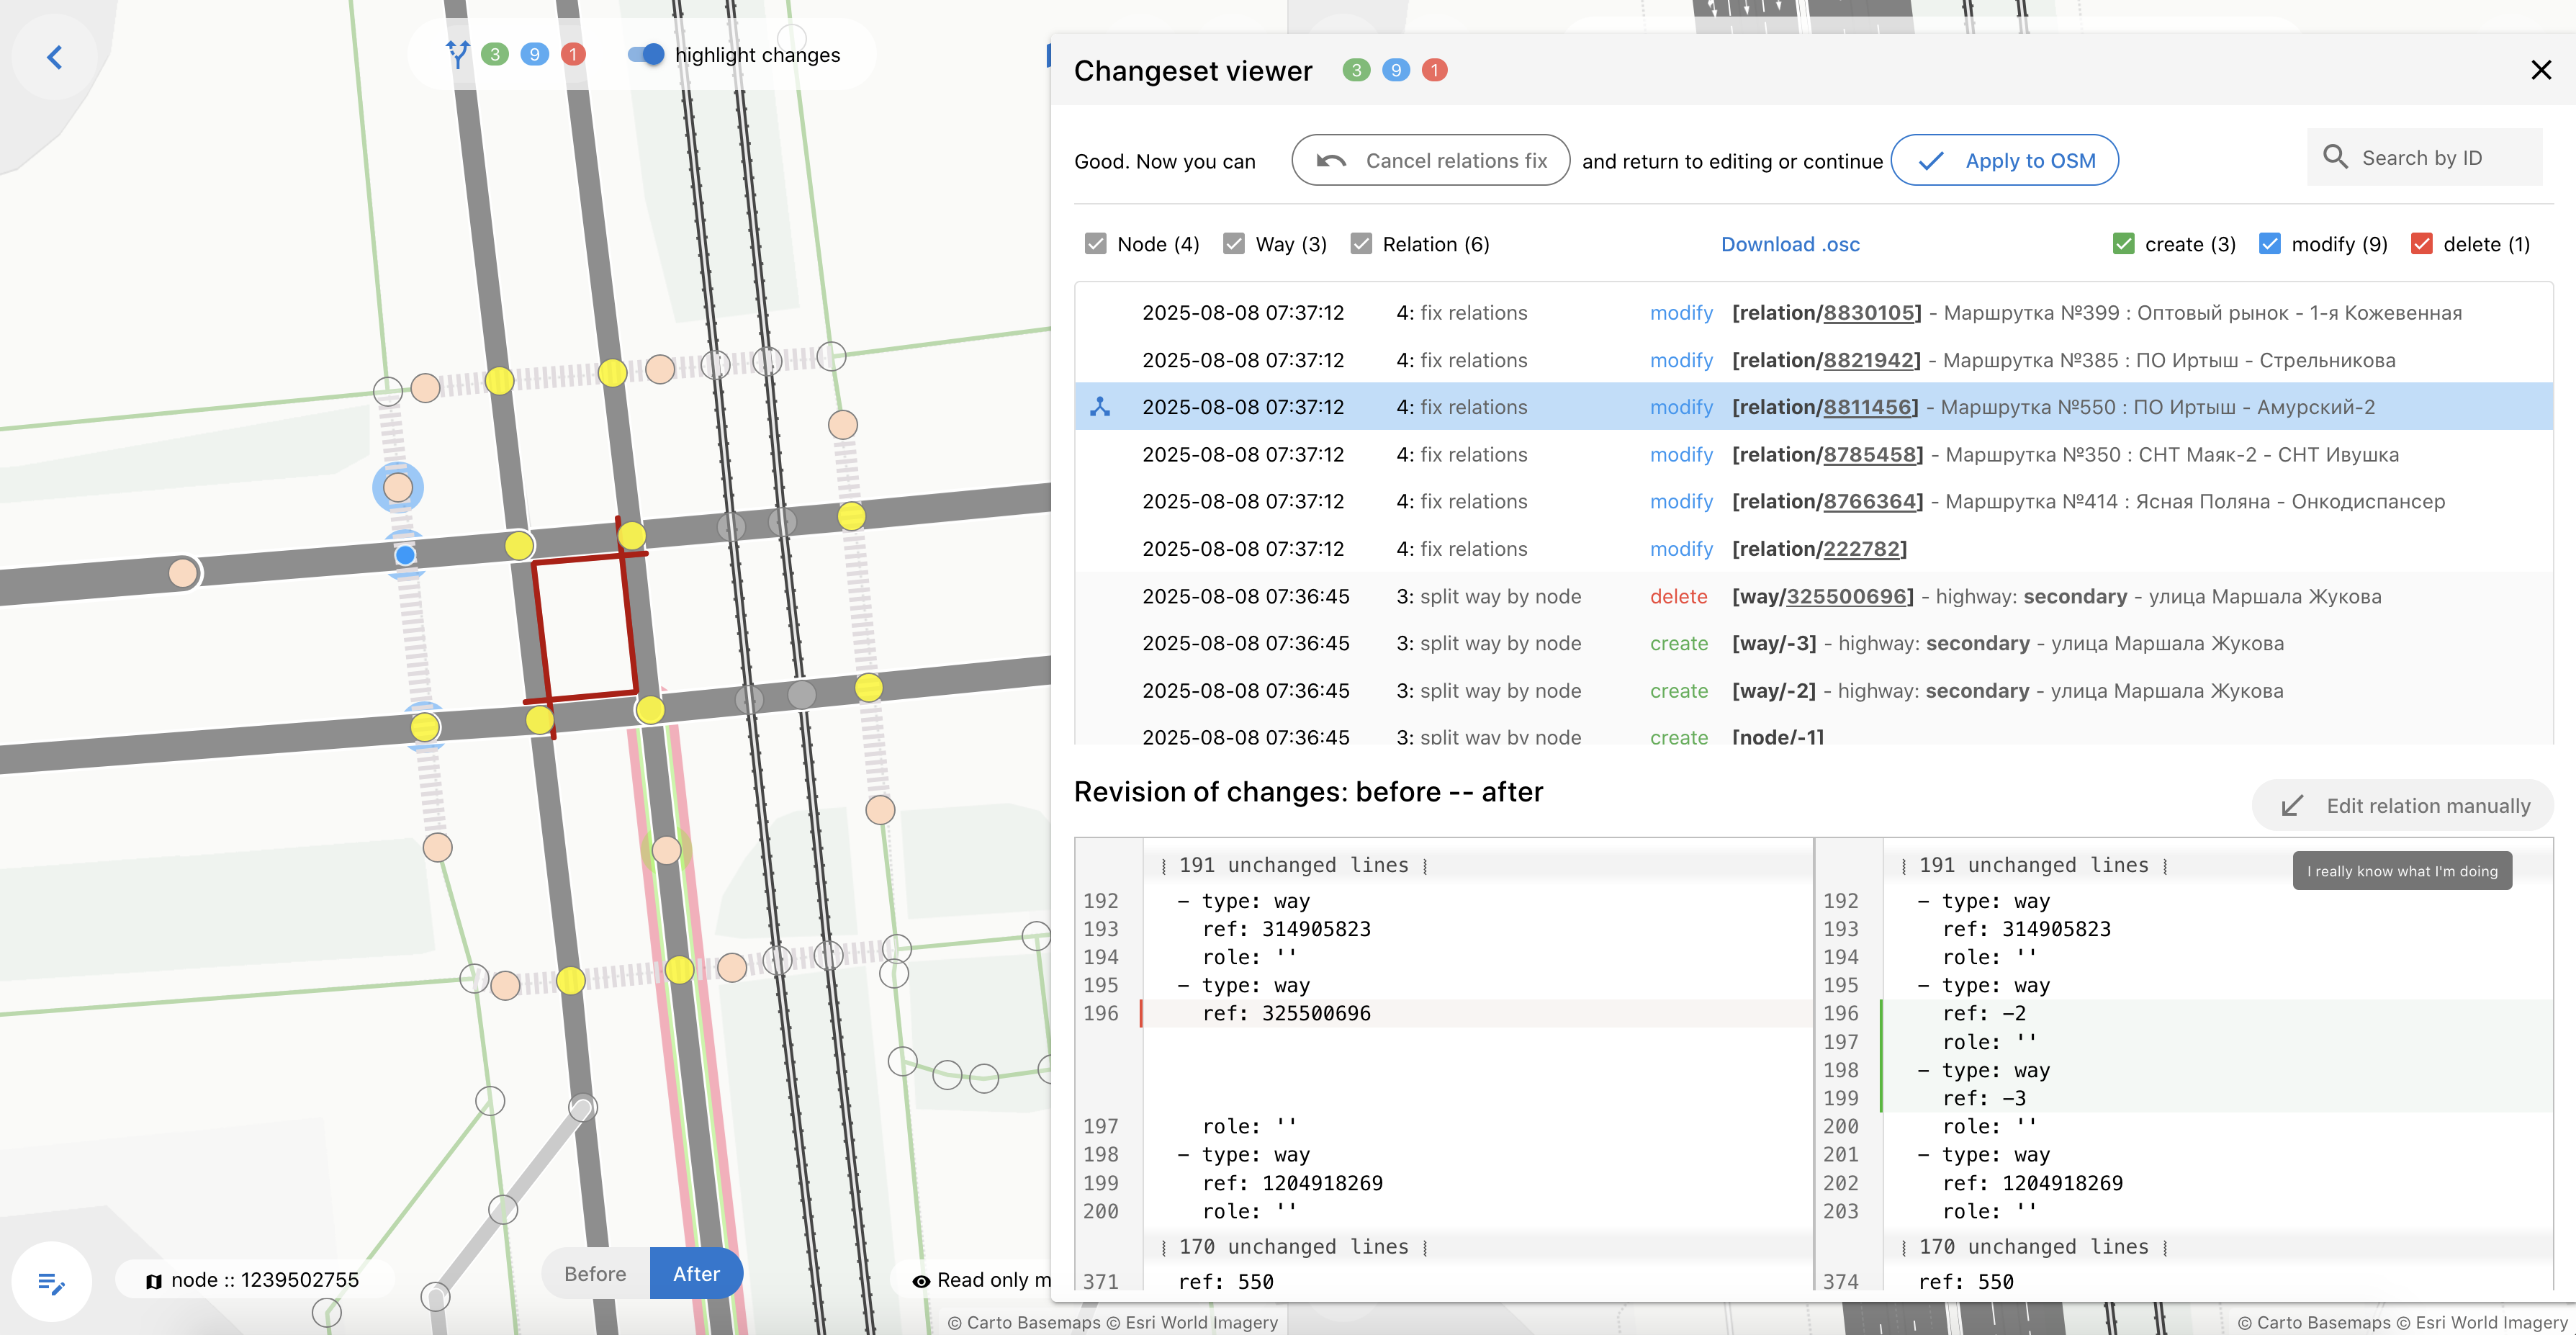 3 9 1 highlight changes
Changeset viewer 3 9 1
Good. Now you can Cancel relations fix and return to editing or continue Apply to OSM Search by ID
Node (4) Way (3) Relation (6) Download .osc create (3) modify (9) delete (1)
2025-08-08 07:37:12 4: fix relations modify [relation/8830105] - Маршрутка №399 : Оптовый рынок - 1-я Кожевенная
2025-08-08 07:37:12 4: fix relations modify [relation/8821942] - Маршрутка №385 : ПО Иртыш - Стрельникова
2025-08-08 07:37:12 4: fix relations modify [relation/8811456] - Маршрутка №550 : ПО Иртыш - Амурский-2
2025-08-08 07:37:12 4: fix relations modify [relation/8785458] - Маршрутка №350 : СНТ Маяк-2 - СНТ Ивушка
2025-08-08 07:37:12 4: fix relations modify [relation/8766364] - Маршрутка №414 : Ясная Поляна - Онкодиспансер
2025-08-08 07:37:12 4: fix relations modify [relation/222782]
2025-08-08 07:36:45 3: split way by node delete [way/325500696] - highway: secondary - улица Маршала Жукова
2025-08-08 07:36:45 3: split way by node create [way/-3] - highway: secondary - улица Маршала Жукова
2025-08-08 07:36:45 3: split way by node create [way/-2] - highway: secondary - улица Маршала Жукова
2025-08-08 07:36:45 3: split way by node create [node/-1]
Revision of changes: before -- after
Edit relation manually
I really know what I'm doing
191 unchanged lines
192 - type: way
193 ref: 314905823
194 role: ''
195 - type: way
196 ref: 325500696
197 role: ''
198 - type: way
199 ref: 1204918269
200 role: ''
170 unchanged lines
371 ref: 550
191 unchanged lines
192 - type: way
193 ref: 314905823
194 role: ''
195 - type: way
196 ref: -2
197 role: ''
198 - type: way
199 ref: -3
200 role: ''
201 - type: way
202 ref: 1204918269
203 role: ''
170 unchanged lines
374 ref: 550
node :: 1239502755
Before After
Read only m
© Carto Basemaps © Esri World Imagery
© Carto Basemaps © Esri World Imagery